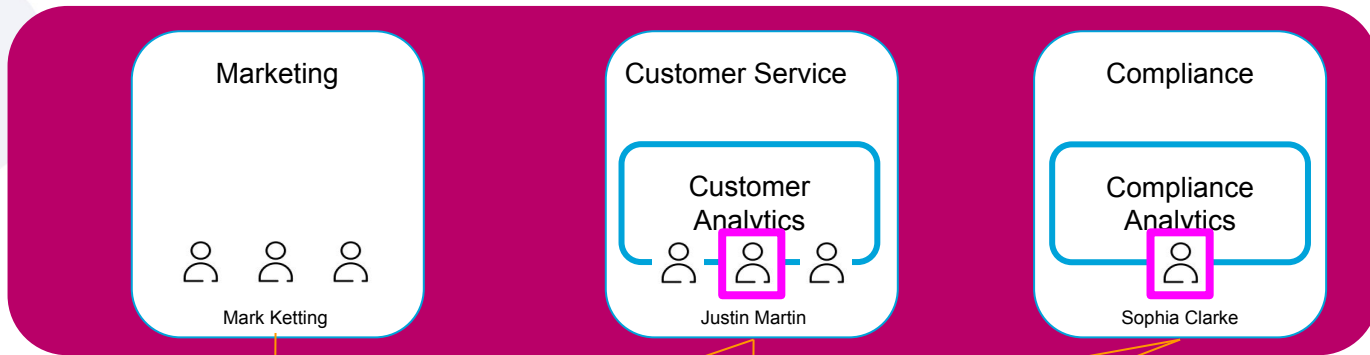 Marketing
Customer Service
Compliance
Customer
Analytics
Compliance
Analytics
Mark Ketting
Justin Martin
Sophia Clarke